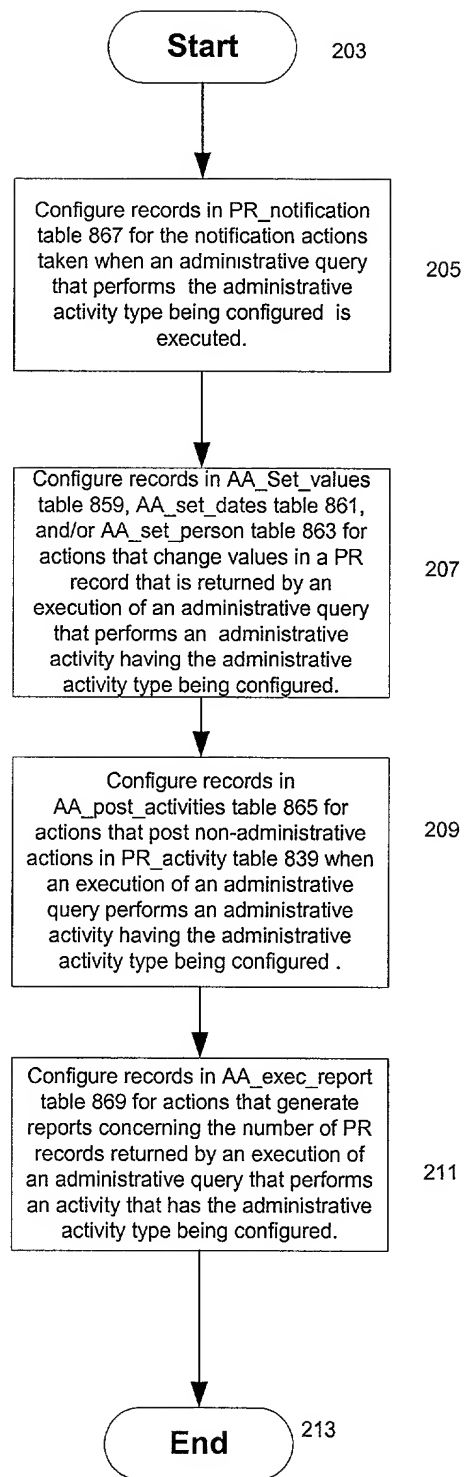 Start
203
Configure records in PR_notification
table 867 for the notification actions
taken when an administrative query
that performs the administrative
activity type being configured is
executed.
205
Configure records in AA_Set_values
table 859, AA_set_dates table 861,
and/or AA_set_person table 863 for
actions that change values in a PR
record that is returned by an
execution of an administrative query
that performs an administrative
activity having the administrative
activity type being configured.
207
Configure records in
AA_post_activities table 865 for
actions that post non-administrative
actions in PR_activity table 839 when
an execution of an administrative
query performs an administrative
activity having the administrative
activity type being configured .
209
Configure records in AA_exec_report
table 869 for actions that generate
reports concerning the number of PR
records returned by an execution of
an administrative query that performs
an activity that has the administrative
activity type being configured.
211
End
213